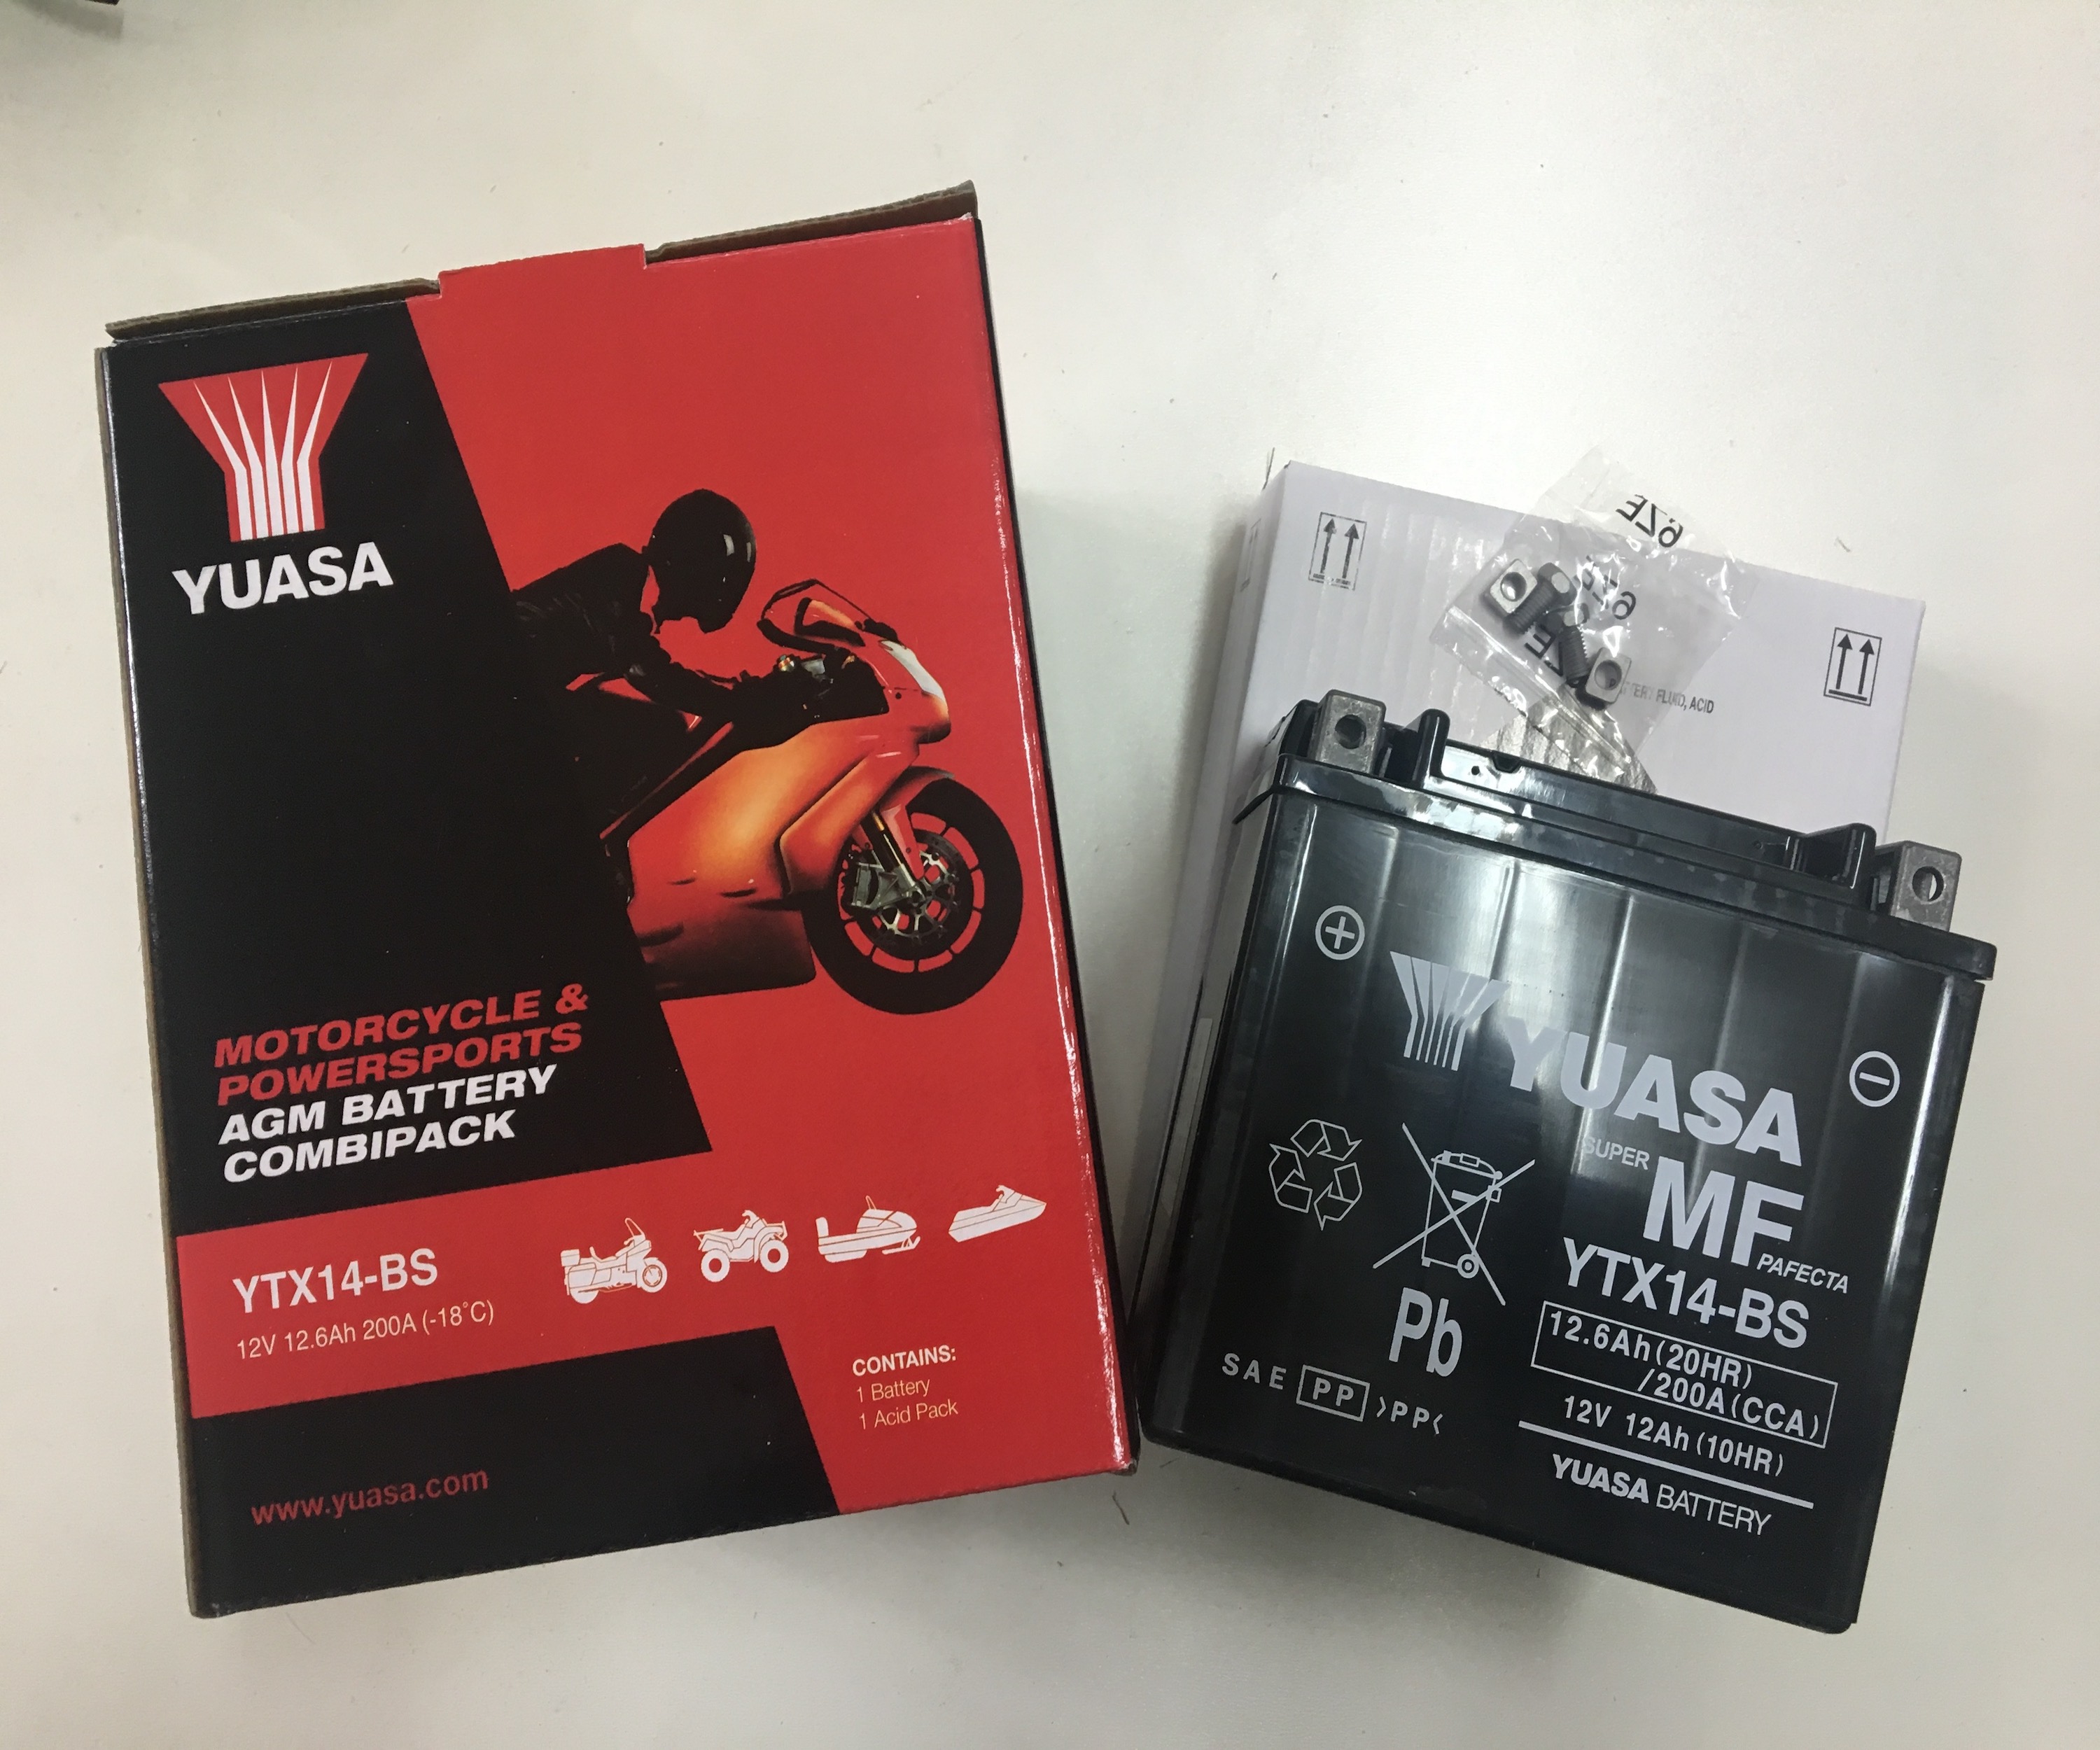 YUASA
MOTORCYCLE &
POWERSPORTS
AGM BATTERY
COMBIPACK
YTX14-BS
12V 12.6Ah 200A (-18°C)
CONTAINS:
1 Battery
1 Acid Pack
www.yuasa.com
6ZE
6ZE
FLUID, ACID
YUASA
SUPER
MF
PAFECTA
YTX14-BS
12.6Ah(20HR)
/200A(CCA)
12V 12Ah(10HR)
YUASA BATTERY
Pb
SAE PP >PP<